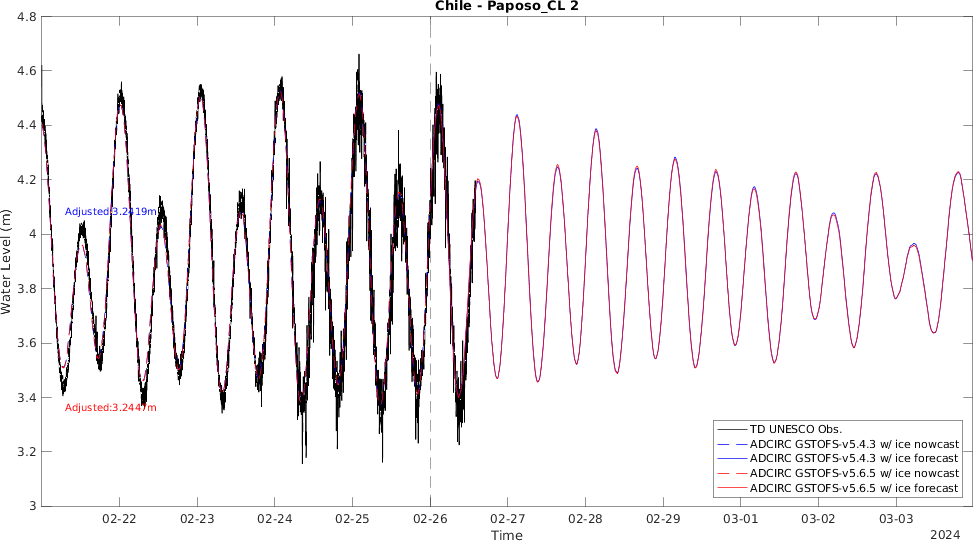 Chile - Paposo_CL 2
4.8
4.6
4.4
4.2
4
3.8
3.6
3.4
3.2
3
Water Level (m)
Adjusted:3.2419m
Adjusted:3.2447m
TD UNESCO Obs.
ADCIRC GSTOFS-v5.4.3 w/ ice nowcast
ADCIRC GSTOFS-v5.4.3 w/ ice forecast
ADCIRC GSTOFS-v5.6.5 w/ ice nowcast
ADCIRC GSTOFS-v5.6.5 w/ ice forecast
02-22 02-23 02-24 02-25 02-26 02-27 02-28 02-29 03-01 03-02 03-03
Time
2024